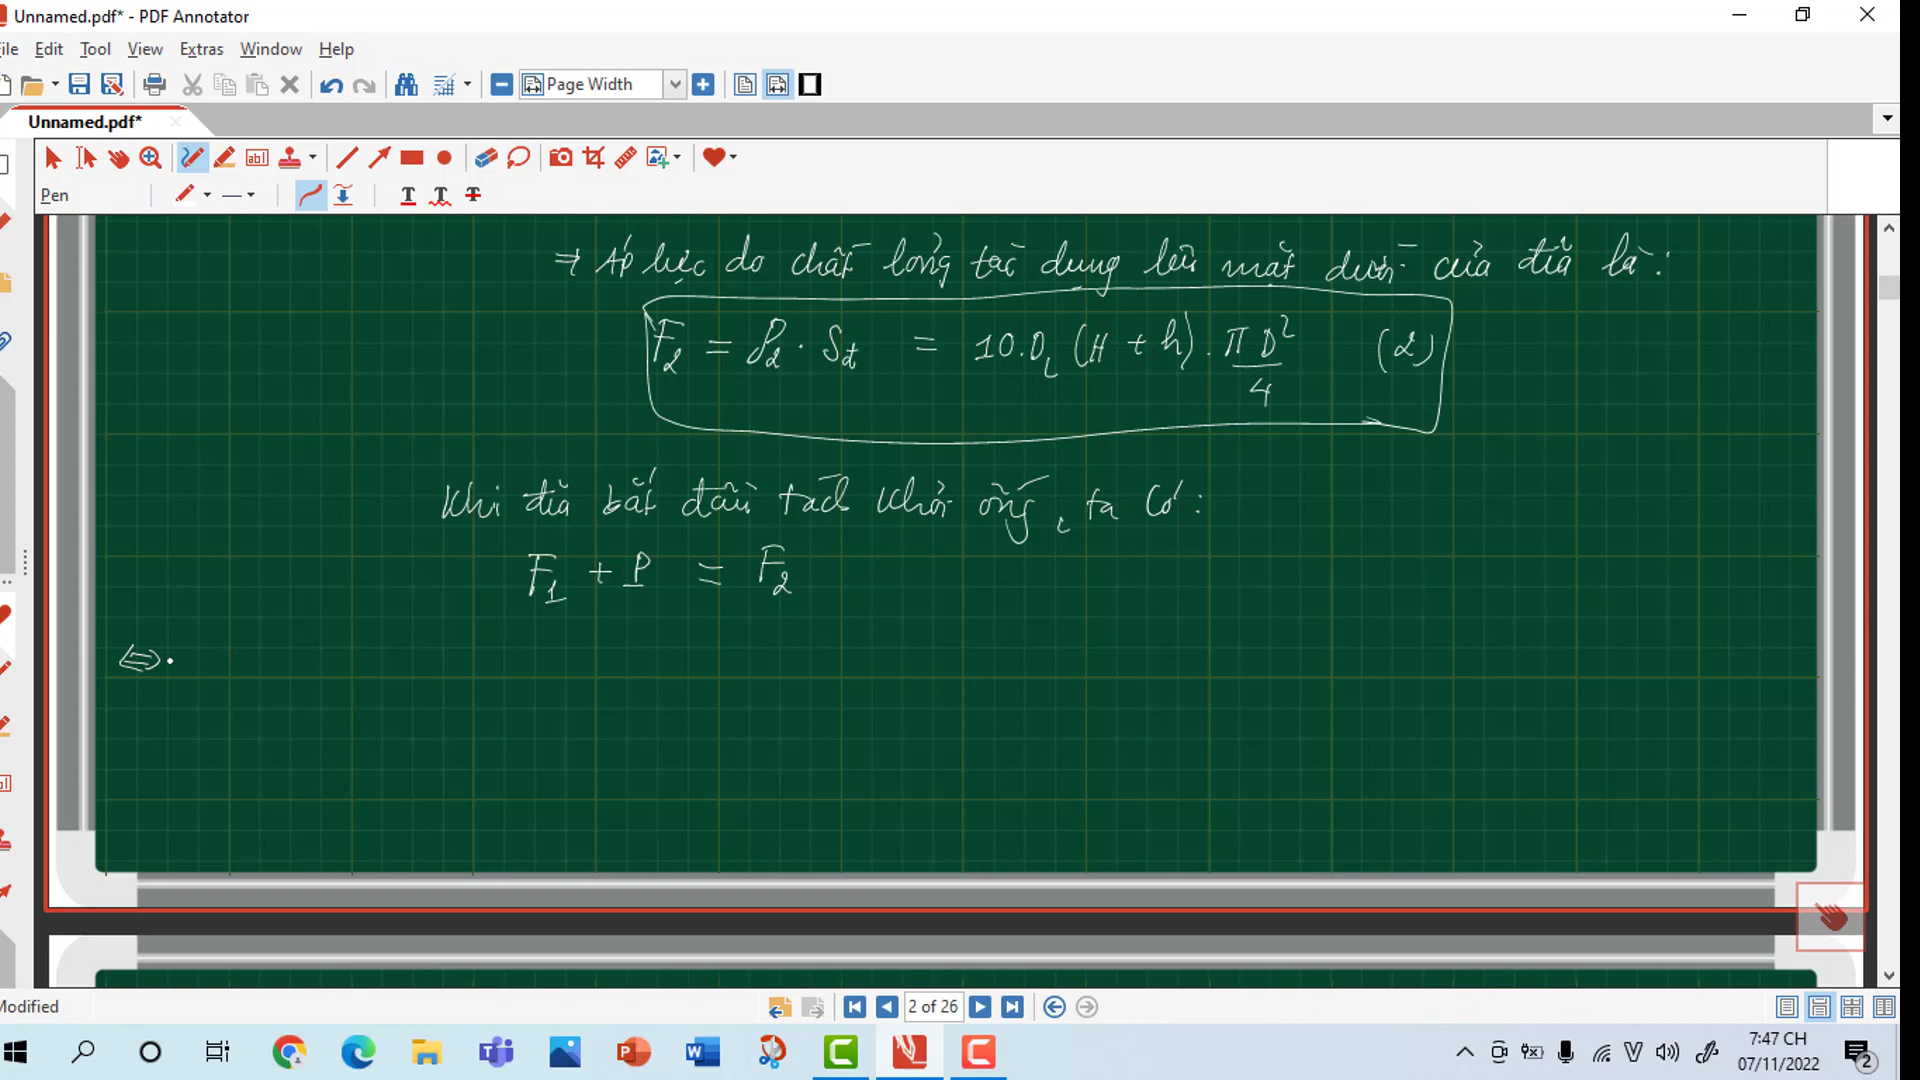 Unnamed.pdf* - PDF Annotator
File Edit Tool View Extras Window Help
Page Width
Unnamed.pdf*
Pen
⇒ Áp lực do chất lỏng tác dụng lên mặt dưới của đĩa là:
F₂ = P₂ . Sđ = 10.D (H + h) . πD²/4 (2)
Khi đĩa bắt đầu tách khỏi ống, ta có:
F₁ + P = F₂
⇔
Modified
2 of 26
7:47 CH
07/11/2022
2